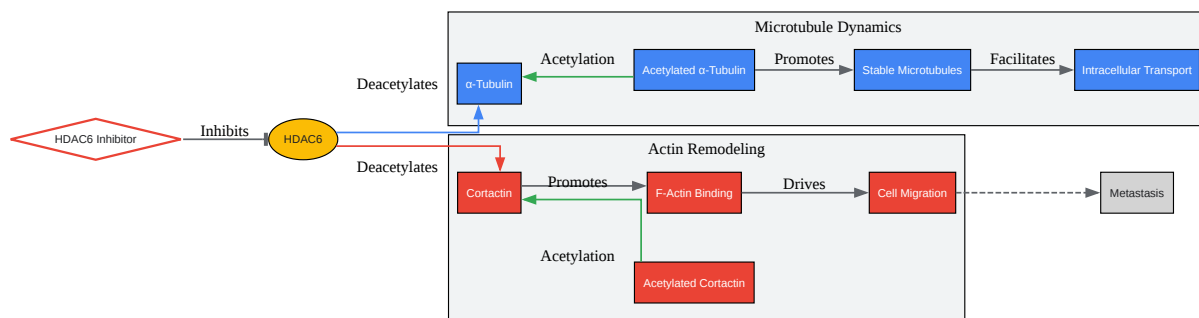 Microtubule Dynamics
Deacetylates
α-Tubulin
Acetylation
Acetylated α-Tubulin
Promotes
Stable Microtubules
Facilitates
Intracellular Transport
HDAC6 Inhibitor
Inhibits
HDAC6
Actin Remodeling
Deacetylates
Cortactin
Promotes
F-Actin Binding
Drives
Cell Migration
Metastasis
Acetylation
Acetylated Cortactin